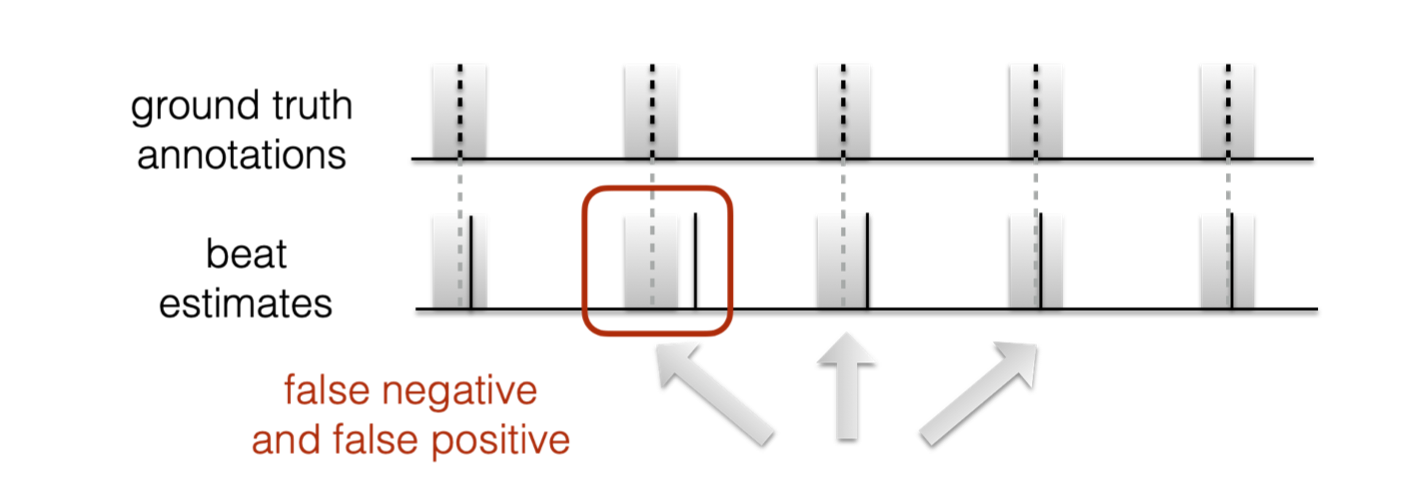 ground truth
annotations
beat
estimates
false negative
and false positive